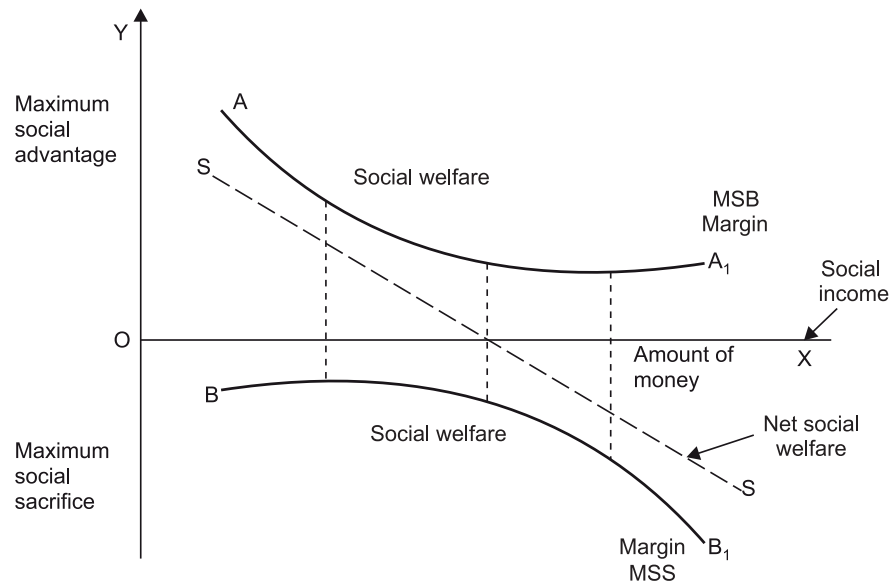 Y
Maximum
social
advantage
A
S
Social welfare
MSB
Margin
A1
Social
income
O
X
Amount of
money
B
Social welfare
Net social
welfare
Maximum
social
sacrifice
S
Margin
MSS
B1